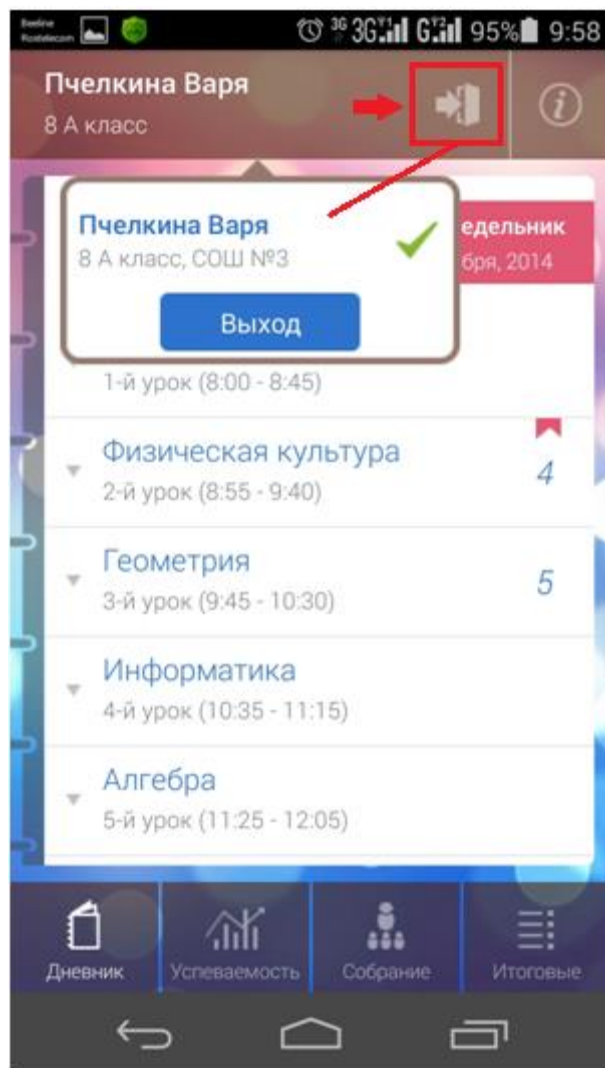 Beeline
Rostelecom
3G 3G 1 G 2 95% 9:58
Пчелкина Варя
8 А класс
Пчелкина Варя
8 А класс, СОШ №3
едельник
бря, 2014
Выход
1-й урок (8:00 - 8:45)
Физическая культура
4
2-й урок (8:55 - 9:40)
Геометрия
5
3-й урок (9:45 - 10:30)
Информатика
4-й урок (10:35 - 11:15)
Алгебра
5-й урок (11:25 - 12:05)
Дневник Успеваемость Собрание Итоговые